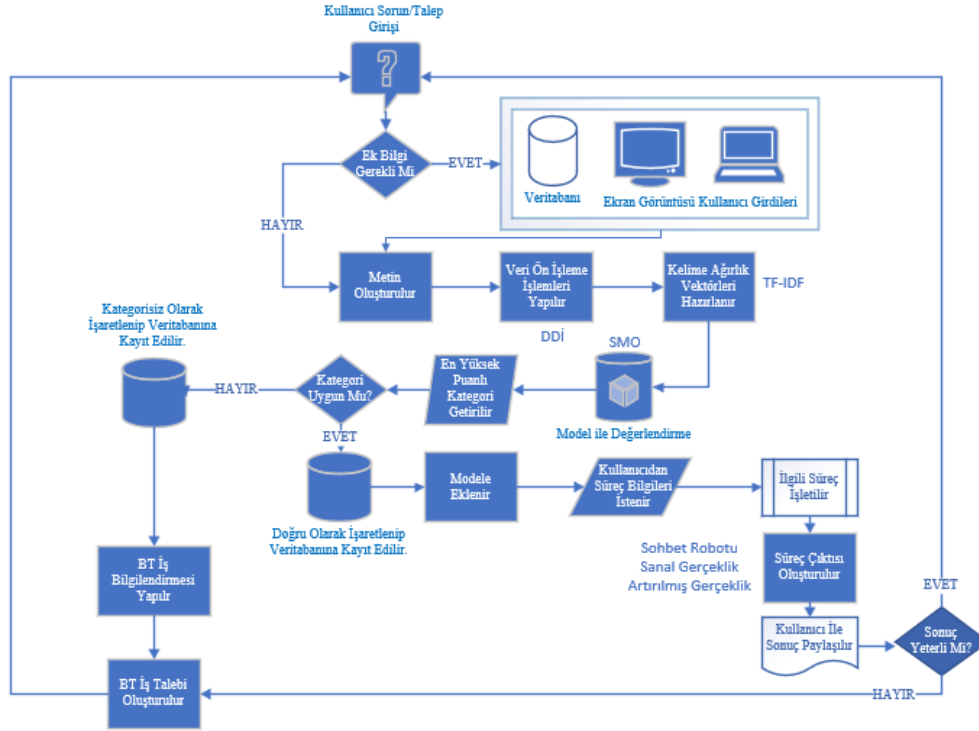 Kullanıcı Sorun/Talep
Girişi
?
Ek Bilgi
Gerekli Mi
EVET
HAYIR
Veritabanı
Ekran Görüntüsü
Kullanıcı Girdileri
Metin
Oluşturulur
Veri Ön İşleme
İşlemleri
Yapılır
DDİ
Kelime Ağırlık
Vektörleri
Hazırlanır
TF-IDF
SMO
Model ile Değerlendirme
En Yüksek
Puanlı
Kategori
Getirilir
Kategori
Uygun Mu?
HAYIR
EVET
Kategorisiz Olarak
İşaretlenip Veritabanına
Kayıt Edilir.
Doğru Olarak İşaretlenip
Veritabanına Kayıt Edilir.
Modele
Eklenir
Kullanıcıdan
Süreç Bilgileri
İstenir
İlgili Süreç
İşletilir
Sohbet Robotu
Sanal Gerçeklik
Artırılmış Gerçeklik
Süreç Çıktısı
Oluşturulur
Kullanıcı İle
Sonuç Paylaşılır
Sonuç
Yeterli Mi?
EVET
HAYIR
BT İş
Bilgilendirmesi
Yapılr
BT İş Talebi
Oluşturulur